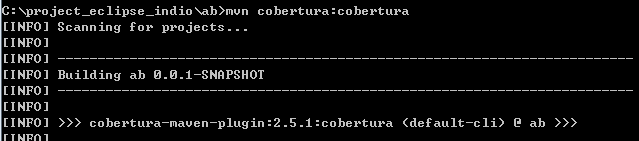 C:\project_eclipse_indio\ab>mvn cobertura:cobertura
[INFO] Scanning for projects...
[INFO]
[INFO] ------------------------------------------------------------------------
[INFO] Building ab 0.0.1-SNAPSHOT
[INFO] ------------------------------------------------------------------------
[INFO]
[INFO] >>> cobertura-maven-plugin:2.5.1:cobertura (default-cli) @ ab >>>
[INFO]